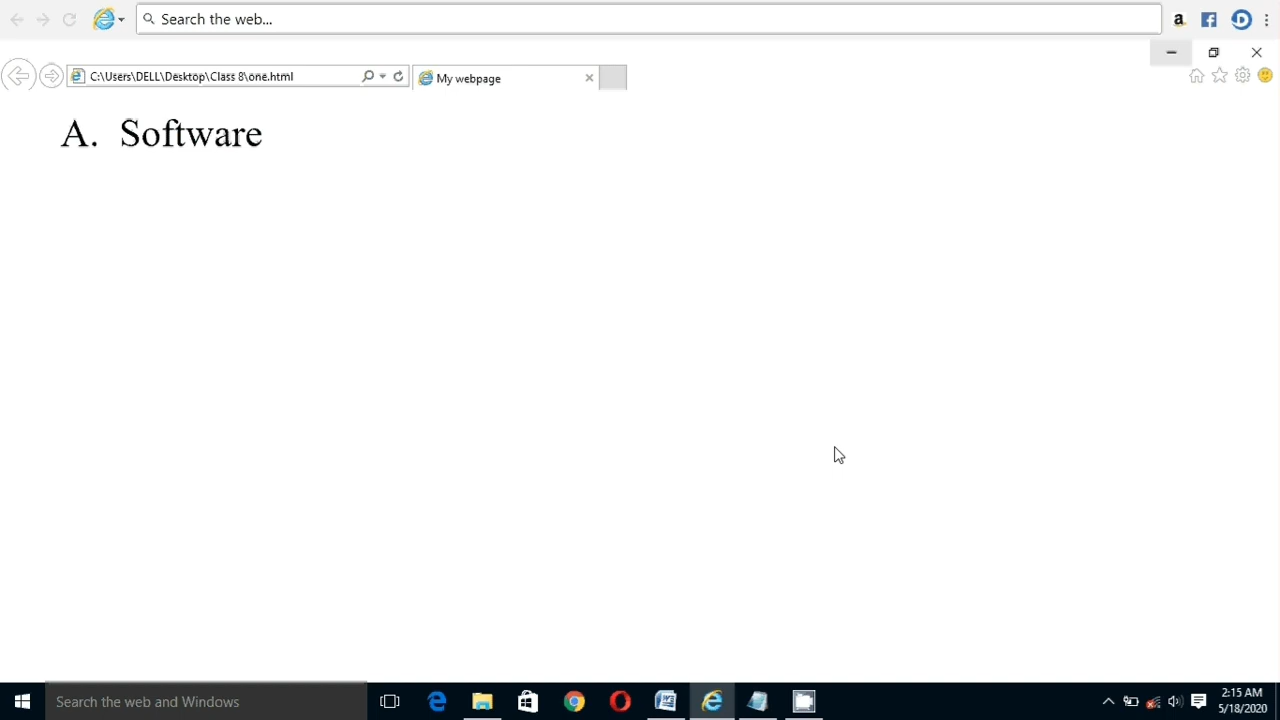 Search the web...
C:\Users\DELL\Desktop\Class 8\one.html
My webpage
A. Software
Search the web and Windows
2:15 AM
5/18/2020